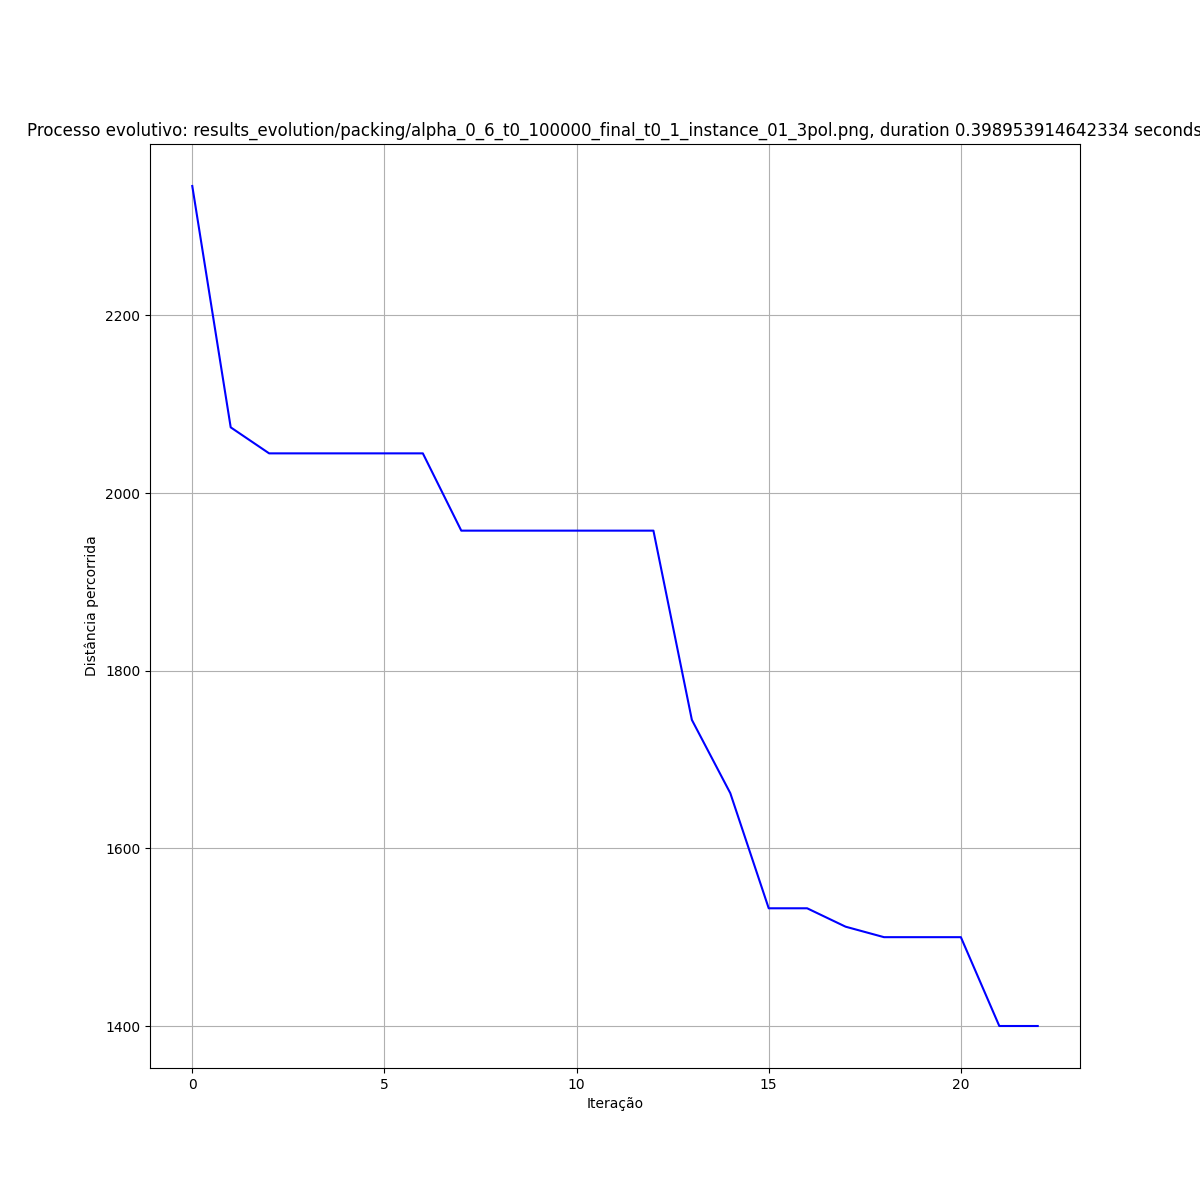 Processo evolutivo: results_evolution/packing/alpha_0_6_t0_100000_final_t0_1_instance_01_3pol.png, duration 0.398953914642334 seconds
2200
2000
1800
1600
1400
Distância percorrida
0 5 10 15 20
Iteração